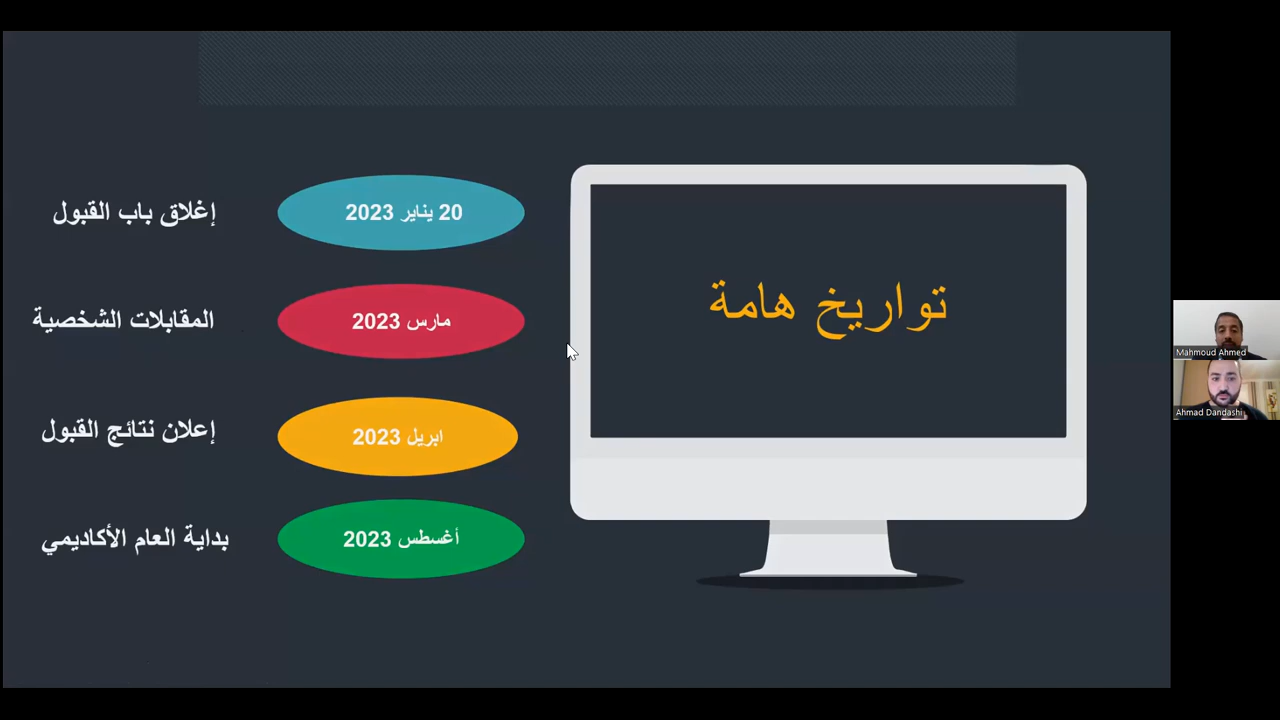 تواريخ هامة
20 يناير 2023
إغلاق باب القبول
مارس 2023
المقابلات الشخصية
ابريل 2023
إعلان نتائج القبول
أغسطس 2023
بداية العام الأكاديمي
Mahmoud Ahmed
Ahmad Dandashi